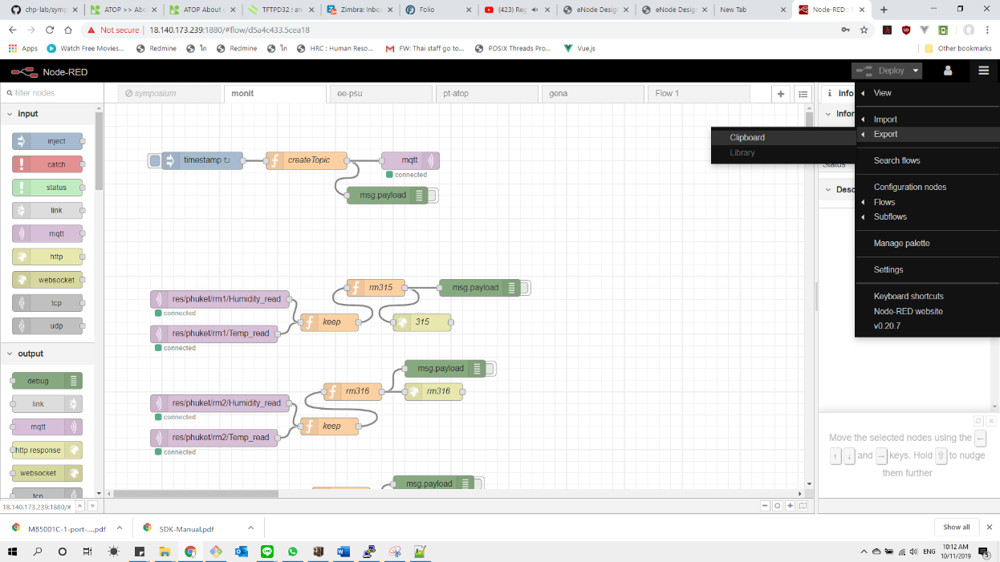 chp-lab/symp
ATOP >> Abo
ATOP About u
TFTPD32 : an
Zimbra: Inbo
Folio
(423) Reg
eNode Desig
eNode Desig
New Tab
Node-RED : 1
Not secure | 18.140.173.239:1880/#flow/d5a4c433.5cea18
Apps
Watch Free Movies...
Redmine
Redmine
HRC : Human Reso...
FW: Thai staff go to...
POSIX Threads Pro...
Vue.js
Other bookmarks
Node-RED
Deploy
filter nodes
symposium
monit
ee-psu
pt-atop
gena
Flow 1
info
View
input
Infor
Import
Export
Clipboard
Library
inject
catch
status
link
mqtt
http
websocket
tcp
udp
output
debug
link
mqtt
http response
websocket
tcp
timestamp ↻
createTopic
mqtt
connected
msg.payload
rm315
msg.payload
res/phuket/rm1/Humidity_read
connected
keep
315
res/phuket/rm1/Temp_read
connected
msg.payload
rm316
rm316
res/phuket/rm2/Humidity_read
connected
keep
res/phuket/rm2/Temp_read
connected
msg.payload
Status
Desc
Search flows
Configuration nodes
Flows
Subflows
Manage palette
Settings
Keyboard shortcuts
Node-RED website
v0.20.7
Move the selected nodes using the ←
↑ ↓ and → keys. Hold ⇧ to nudge
them further
18.140.173.239:1880/#
MB5001C-1-port-....pdf
SDK-Manual.pdf
Show all
ENG
10:12 AM
10/11/2019
5